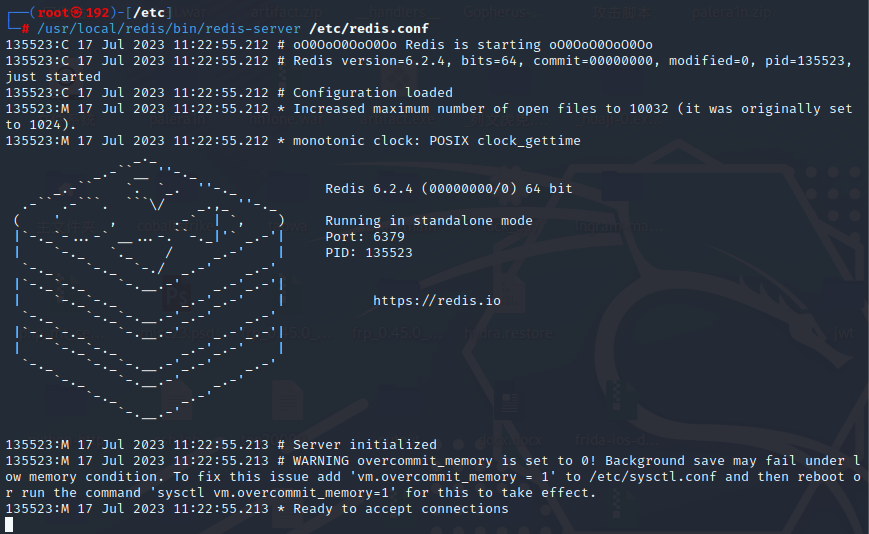 ┌──(root㉿192)-[/etc]
└─# /usr/local/redis/bin/redis-server /etc/redis.conf
135523:C 17 Jul 2023 11:22:55.212 # oO0OoO0OoO0Oo Redis is starting oO0OoO0OoO0Oo
135523:C 17 Jul 2023 11:22:55.212 # Redis version=6.2.4, bits=64, commit=00000000, modified=0, pid=135523,
just started
135523:C 17 Jul 2023 11:22:55.212 # Configuration loaded
135523:M 17 Jul 2023 11:22:55.212 * Increased maximum number of open files to 10032 (it was originally set
to 1024).
135523:M 17 Jul 2023 11:22:55.212 * monotonic clock: POSIX clock_gettime
Redis 6.2.4 (00000000/0) 64 bit
Running in standalone mode
Port: 6379
PID: 135523
https://redis.io
135523:M 17 Jul 2023 11:22:55.213 # Server initialized
135523:M 17 Jul 2023 11:22:55.213 # WARNING overcommit_memory is set to 0! Background save may fail under l
ow memory condition. To fix this issue add 'vm.overcommit_memory = 1' to /etc/sysctl.conf and then reboot o
r run the command 'sysctl vm.overcommit_memory=1' for this to take effect.
135523:M 17 Jul 2023 11:22:55.213 * Ready to accept connections